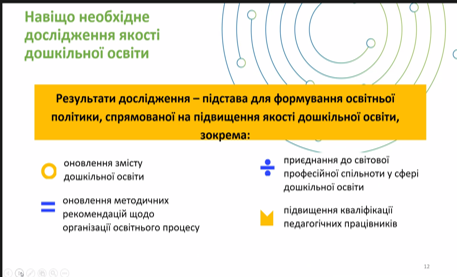 Навіщо необхідне
дослідження якості
дошкільної освіти
Результати дослідження – підстава для формування освітньої
політики, спрямованої на підвищення якості дошкільної освіти,
зокрема:
оновлення змісту
дошкільної освіти
оновлення методичних
рекомендацій щодо
організації освітнього процесу
приєднання до світової
професійної спільноти у сфері
дошкільної освіти
підвищення кваліфікації
педагогічних працівників
12